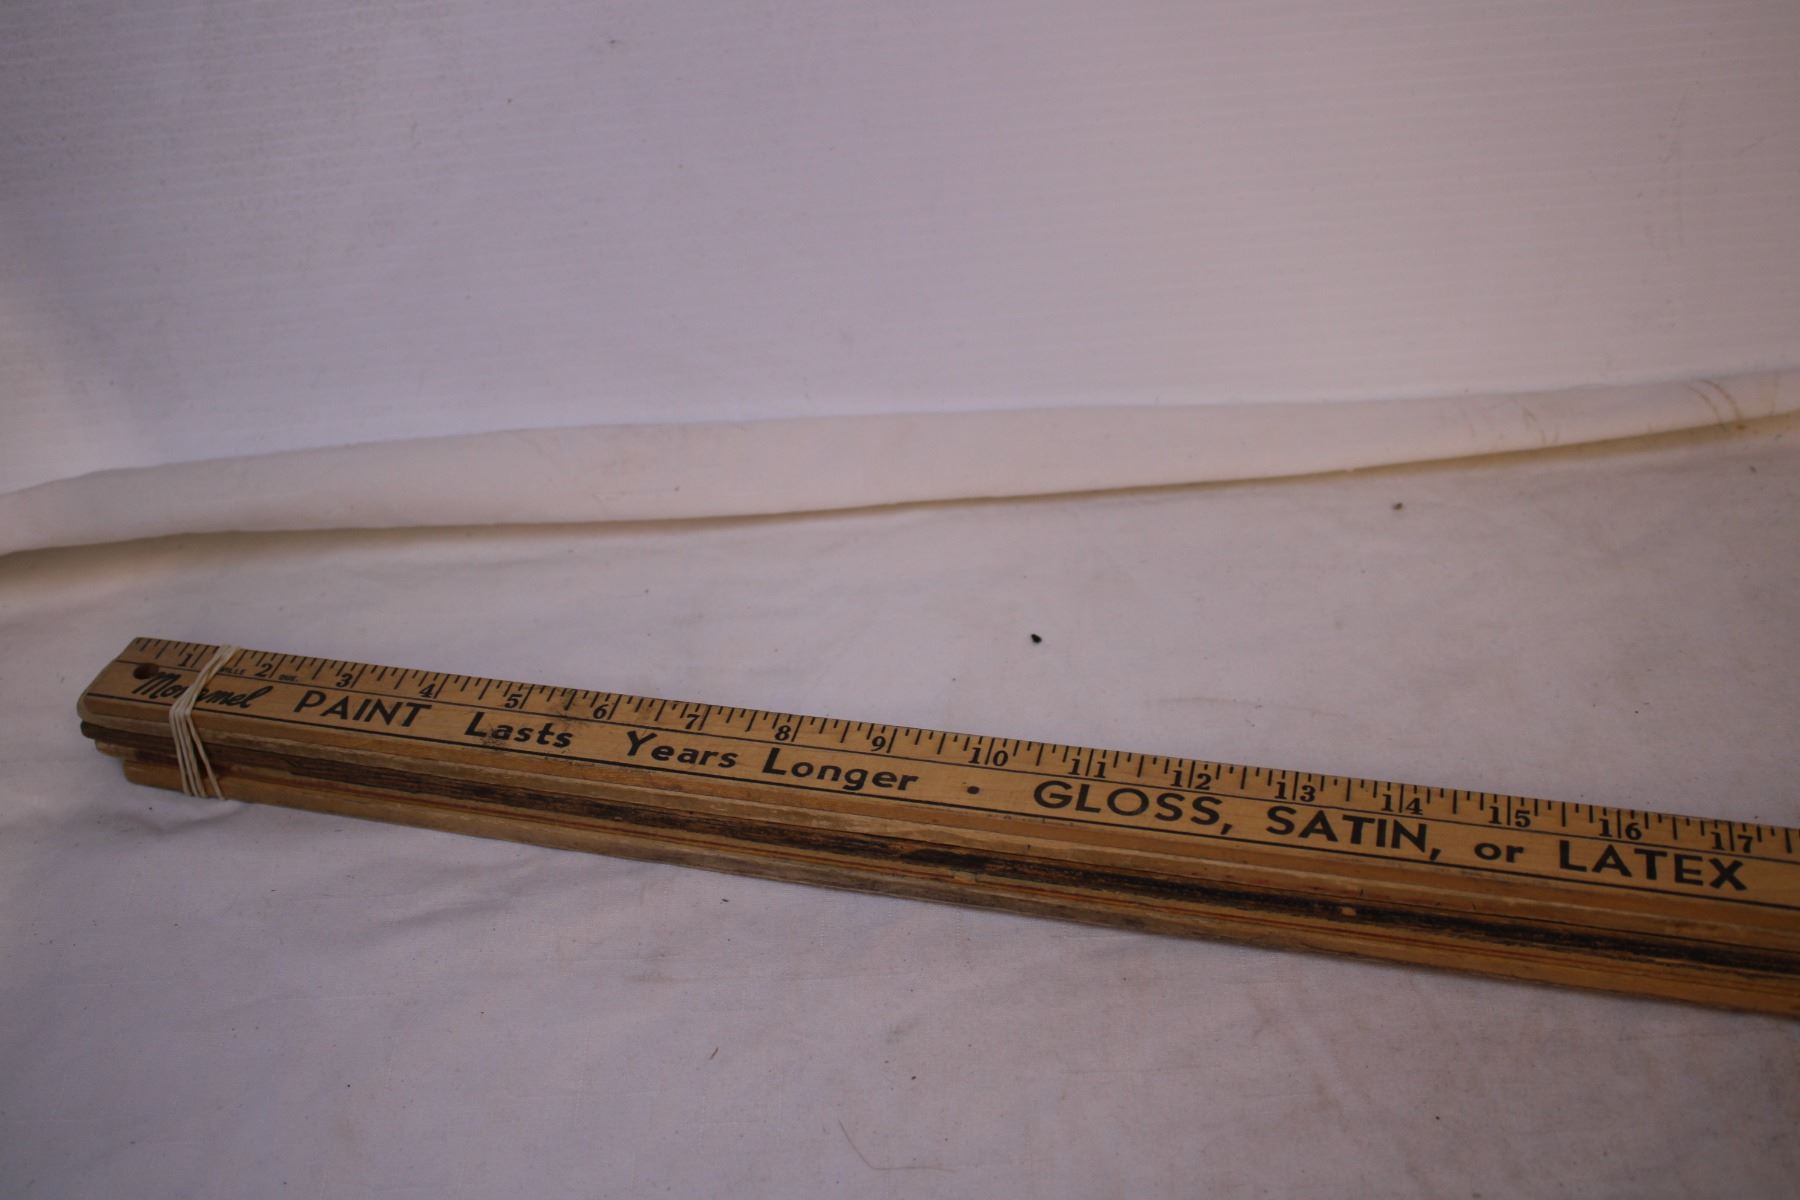 1 2 3 4 5 6 7 8 9 10 11 12 13 14 15 16 17
PAINT Lasts Years Longer • GLOSS, SATIN, or LATEX